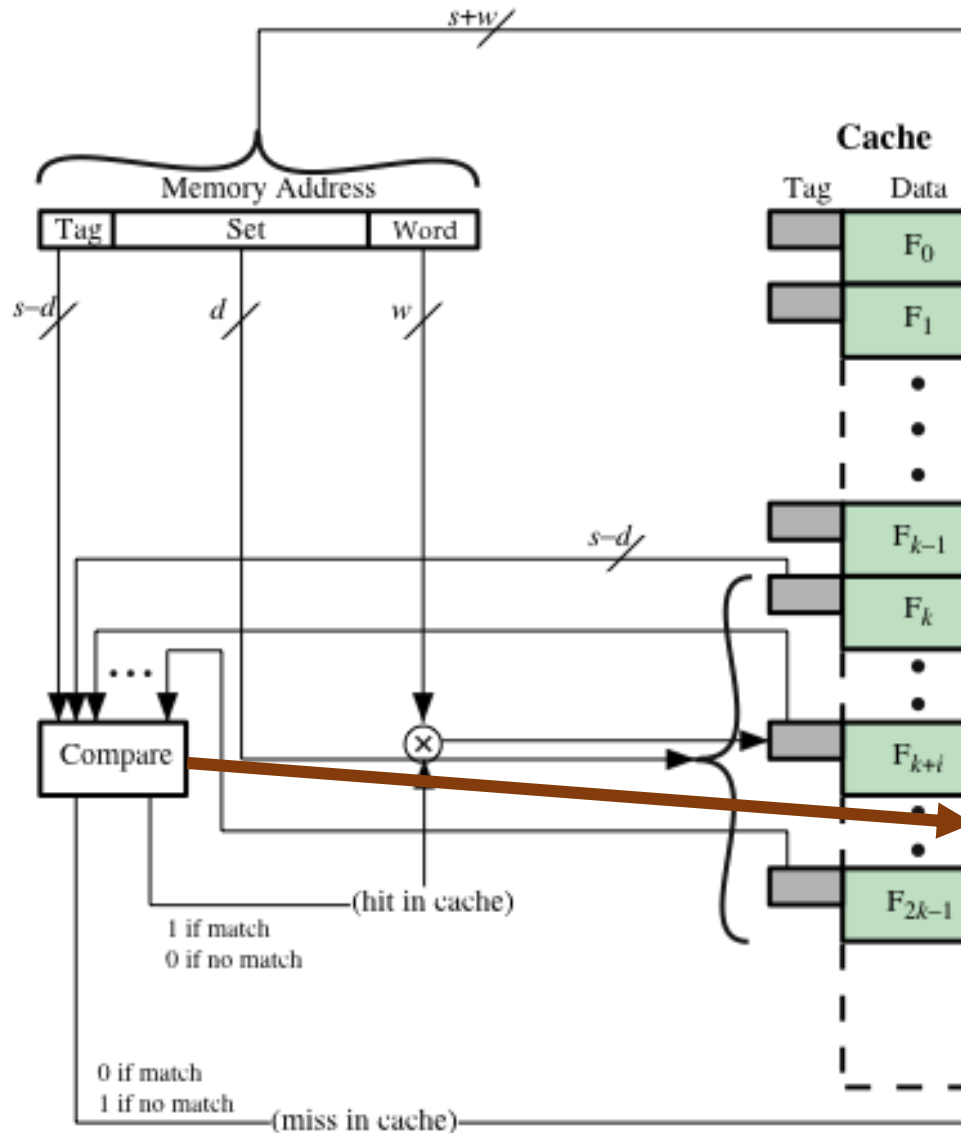 s+w
Cache
Memory Address
Tag Data
Tag Set Word
F0
s–d d w
F1
s–d
Fk–1
Fk
Compare
Fk+i
(hit in cache)
F2k–1
1 if match
0 if no match
0 if match
1 if no match
(miss in cache)